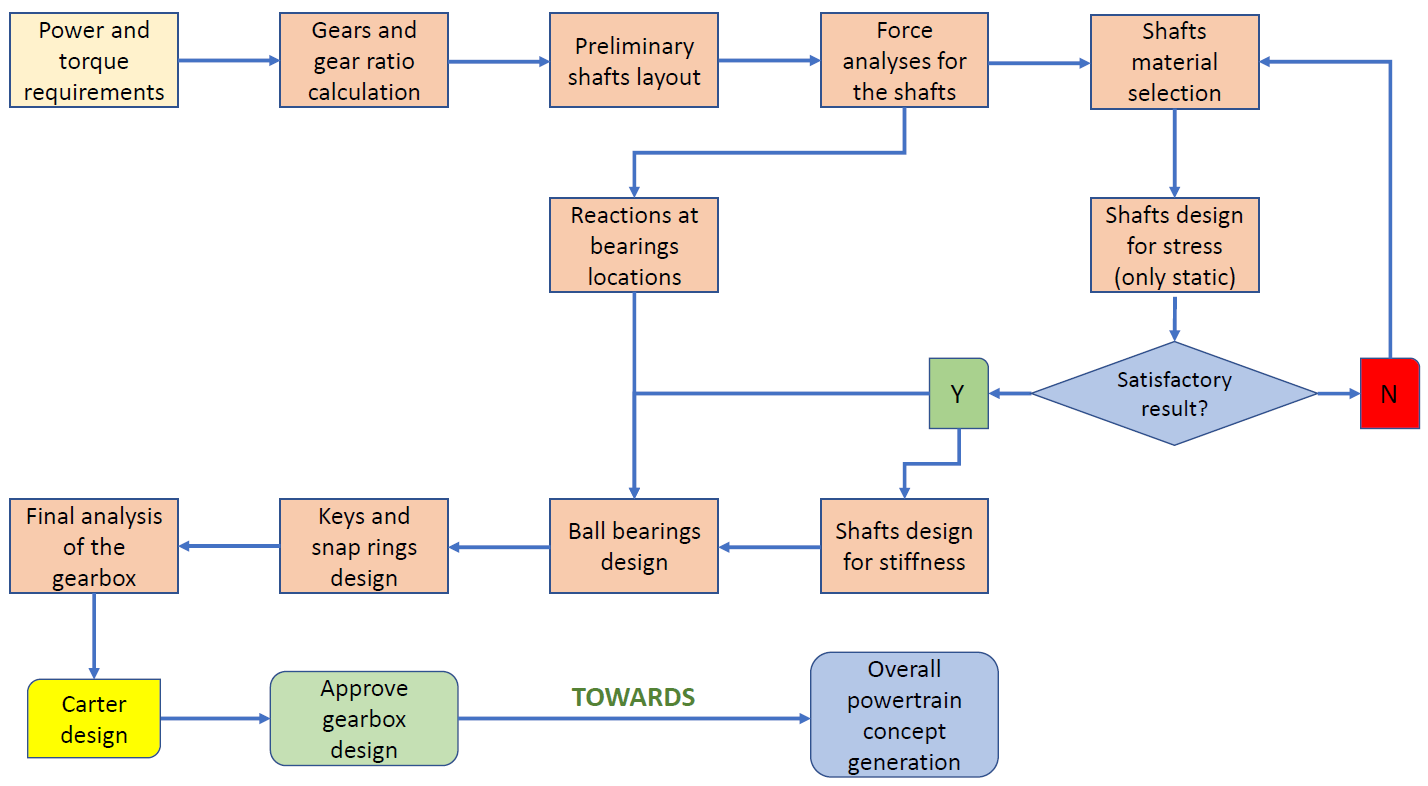 Power and
torque
requirements
Gears and
gear ratio
calculation
Preliminary
shafts layout
Force
analyses for
the shafts
Shafts
material
selection
Reactions at
bearings
locations
Shafts design
for stress
(only static)
Y
Satisfactory
result?
N
Final analysis
of the
gearbox
Keys and
snap rings
design
Ball bearings
design
Shafts design
for stiffness
Carter
design
Approve
gearbox
design
TOWARDS
Overall
powertrain
concept
generation